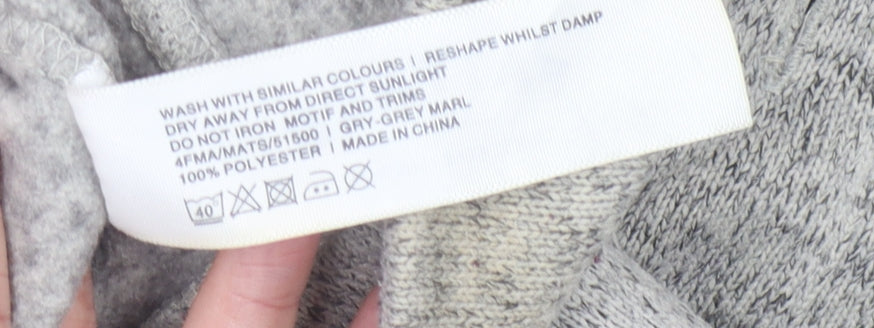 WASH WITH SIMILAR COLOURS | RESHAPE WHILST DAMP
DRY AWAY FROM DIRECT SUNLIGHT
DO NOT IRON MOTIF AND TRIMS
4FMA/MATS/51500 | GRY-GREY MARL
100% POLYESTER | MADE IN CHINA
40